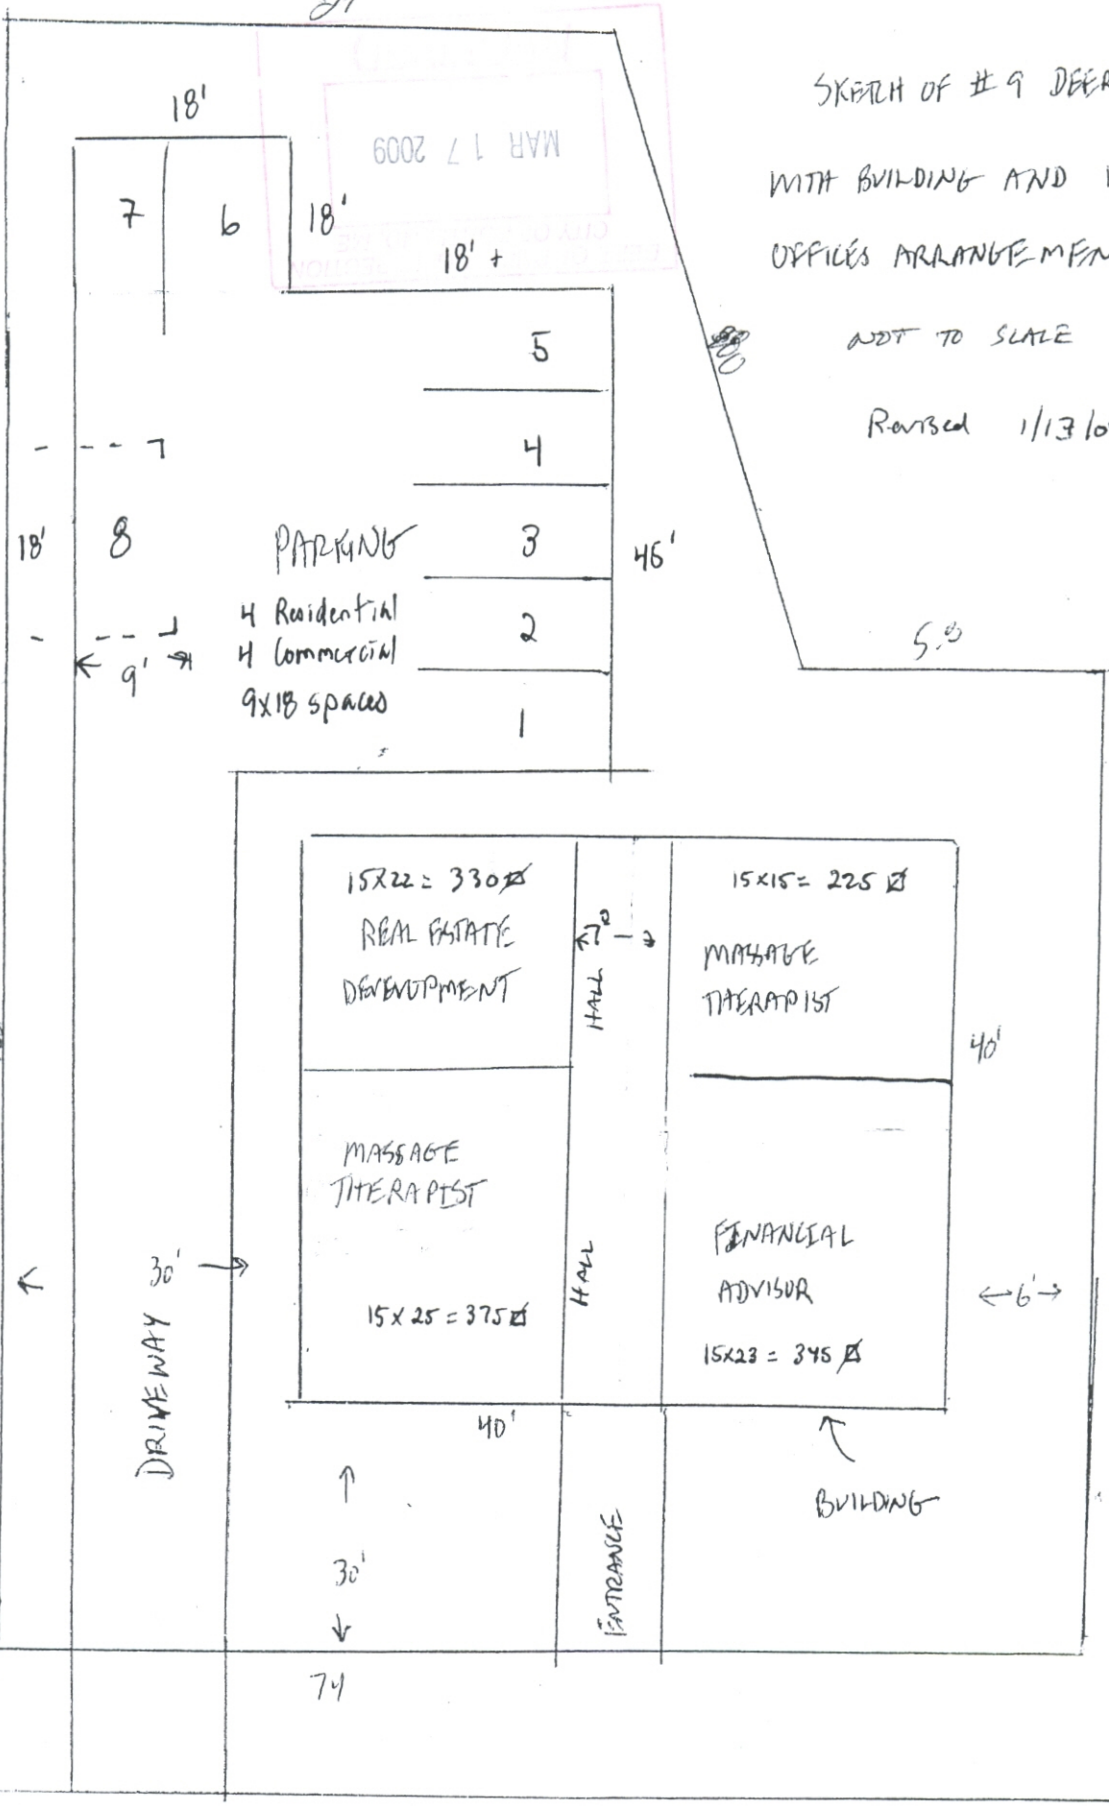 SKETCH OF # 9 DEER
WITH BUILDING AND
OFFICES ARRANGEMEN
NOT TO SCALE
Revised 1/13/0
MAR 17 2009
18'
7
6
18'
18' +
5
4
3
2
1
46'
18'
8
9'
PARKING
4 Residential
4 Commercial
9x18 spaces
15X22 = 330
REAL ESTATE
DEVEVOPMENT
HALL
7'
15X15 = 225
MASSAGE
THERAPIST
40'
MASSAGE
THERAPIST
15 X 25 = 375
HALL
FINANCIAL
ADVISOR
15X23 = 345
6'
30'
DRIVEWAY
40'
BUILDING
30'
ENTRANCE
74